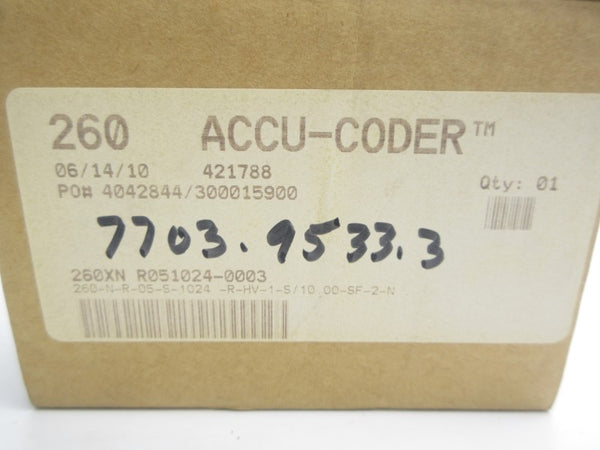 260 ACCU-CODER™
06/14/10 421788
PO# 4042844/300015900
Qty: 01
7703.9533.3
260XN R051024-0003
260-N-R-05-S-1024 -R-HV-1-S/10.00-SF-2-N